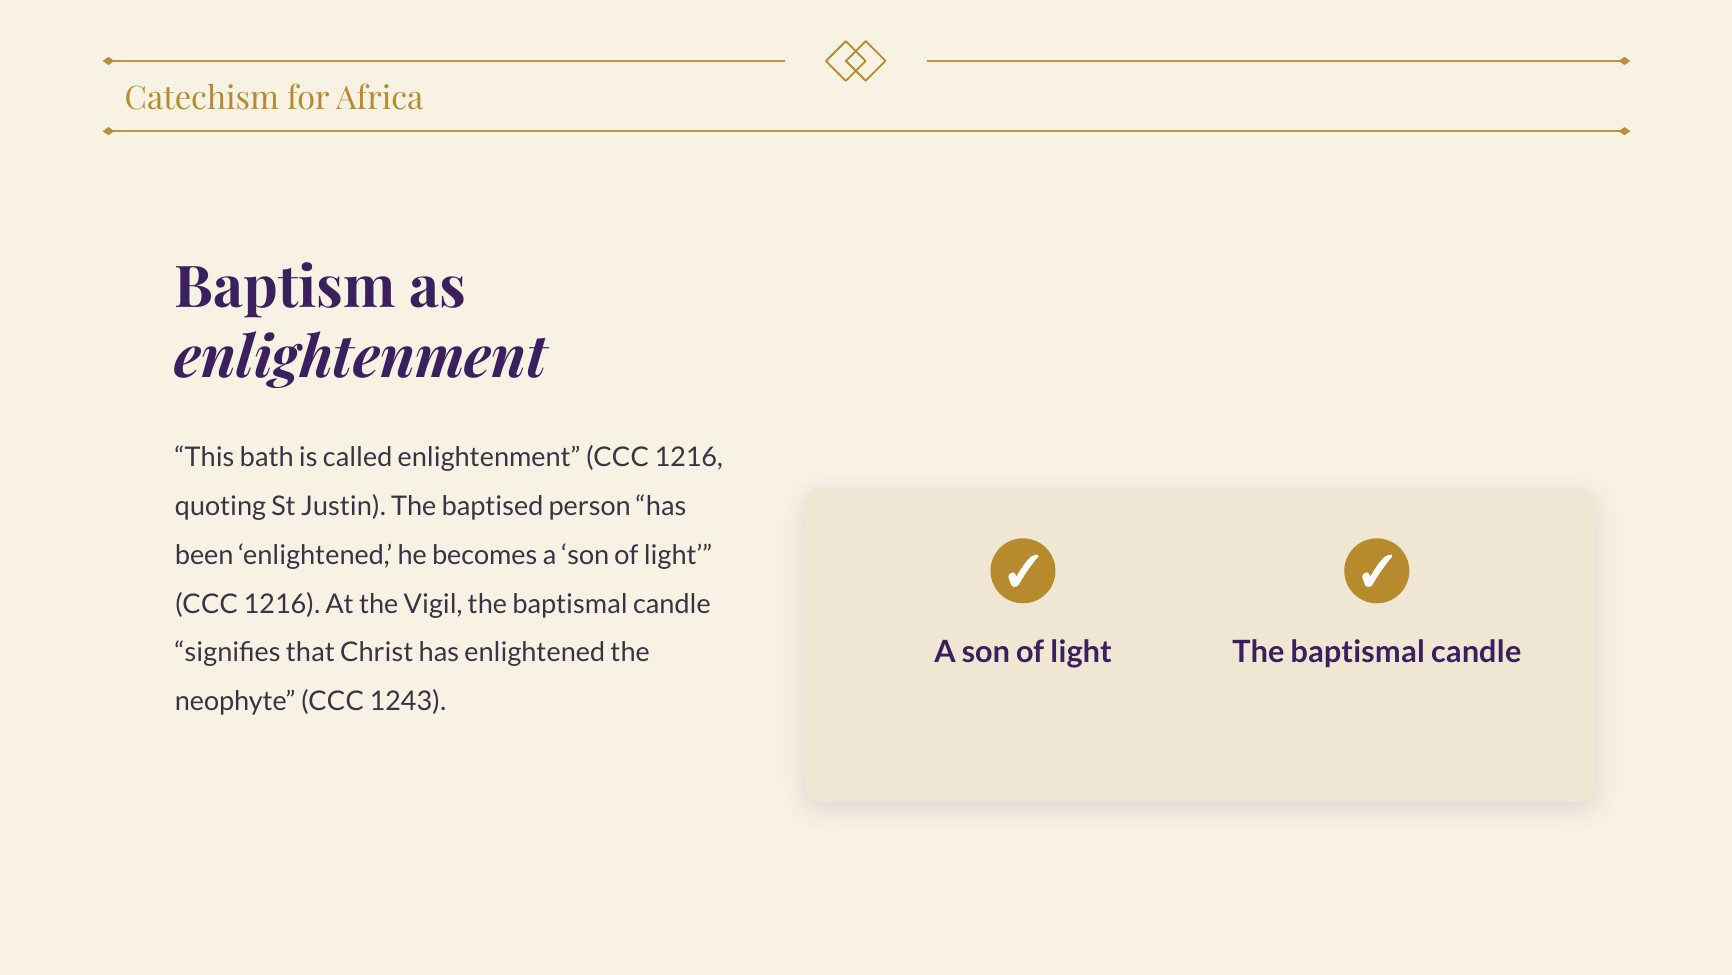 Catechism for Africa
Baptism as
enlightenment
“This bath is called enlightenment” (CCC 1216,
quoting St Justin). The baptised person “has
been ‘enlightened,’ he becomes a ‘son of light’”
(CCC 1216). At the Vigil, the baptismal candle
“signifies that Christ has enlightened the
neophyte” (CCC 1243).
A son of light
The baptismal candle